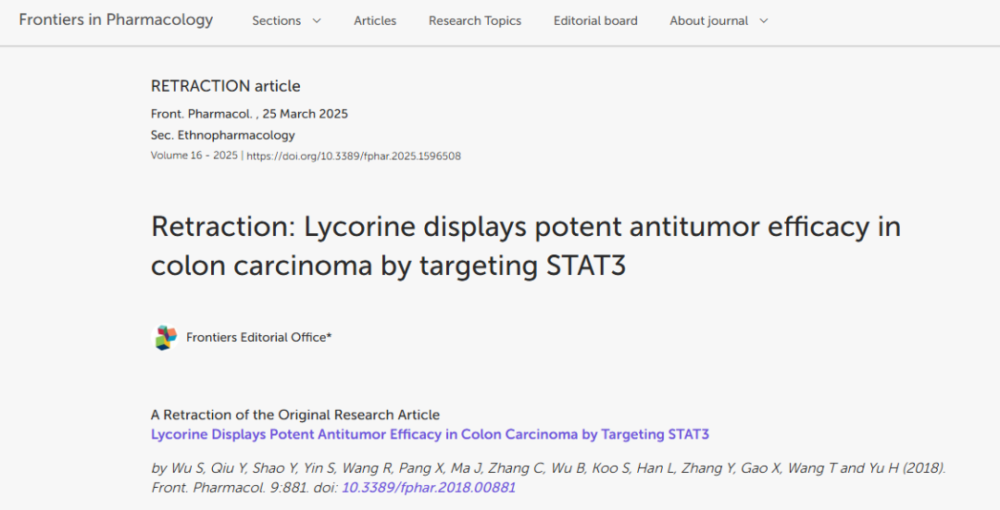 Frontiers in Pharmacology Sections Articles Research Topics Editorial board About journal
RETRACTION article
Front. Pharmacol. , 25 March 2025
Sec. Ethnopharmacology
Volume 16 - 2025 | https://doi.org/10.3389/fphar.2025.1596508
Retraction: Lycorine displays potent antitumor efficacy in
colon carcinoma by targeting STAT3
Frontiers Editorial Office*
A Retraction of the Original Research Article
Lycorine Displays Potent Antitumor Efficacy in Colon Carcinoma by Targeting STAT3
by Wu S, Qiu Y, Shao Y, Yin S, Wang R, Pang X, Ma J, Zhang C, Wu B, Koo S, Han L, Zhang Y, Gao X, Wang T and Yu H (2018).
Front. Pharmacol. 9:881. doi: 10.3389/fphar.2018.00881